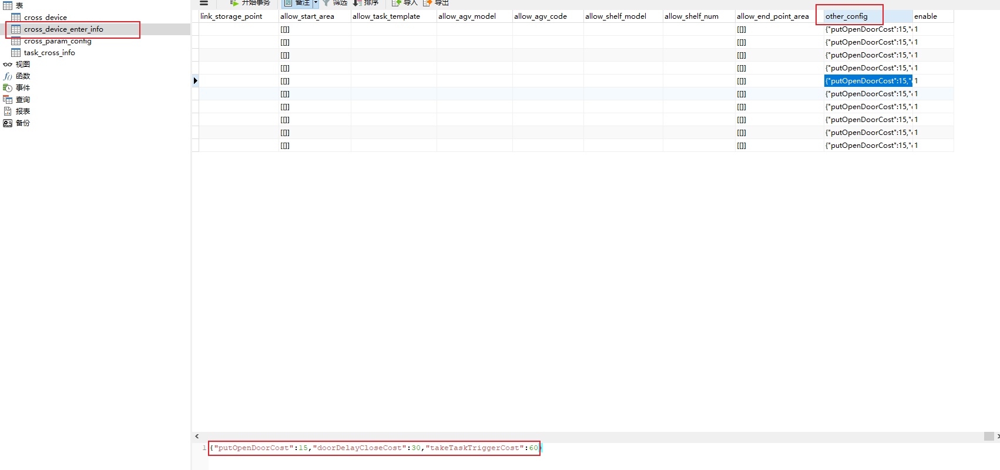 表
cross_device
cross_device_enter_info
cross_param_config
task_cross_info
视图
函数
事件
查询
报表
备份
开始事务 备注 筛选 排序 导入 导出
link_storage_point allow_start_area allow_task_template allow_agv_model allow_agv_code allow_shelf_model allow_shelf_num allow_end_point_area other_config enable
[[]] [[]] {"putOpenDoorCost":15,"( 1
[[]] [[]] {"putOpenDoorCost":15,"( 1
[[]] [[]] {"putOpenDoorCost":15,"( 1
[[]] [[]] {"putOpenDoorCost":15,"( 1
[[]] [[]] {"putOpenDoorCost":15,"( 1
[[]] [[]] {"putOpenDoorCost":15,"( 1
[[]] [[]] {"putOpenDoorCost":15,"( 1
[[]] [[]] {"putOpenDoorCost":15,"( 1
[[]] [[]] {"putOpenDoorCost":15,"( 1
[[]] [[]] {"putOpenDoorCost":15,"( 1
1 {"putOpenDoorCost":15,"doorDelayCloseCost":30,"takeTaskTriggerCost":60}